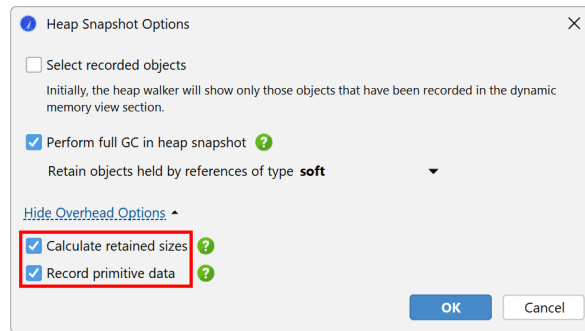 Heap Snapshot Options
Select recorded objects
Initially, the heap walker will show only those objects that have been recorded in the dynamic
memory view section.
Perform full GC in heap snapshot
Retain objects held by references of type soft
Hide Overhead Options
Calculate retained sizes
Record primitive data
OK Cancel